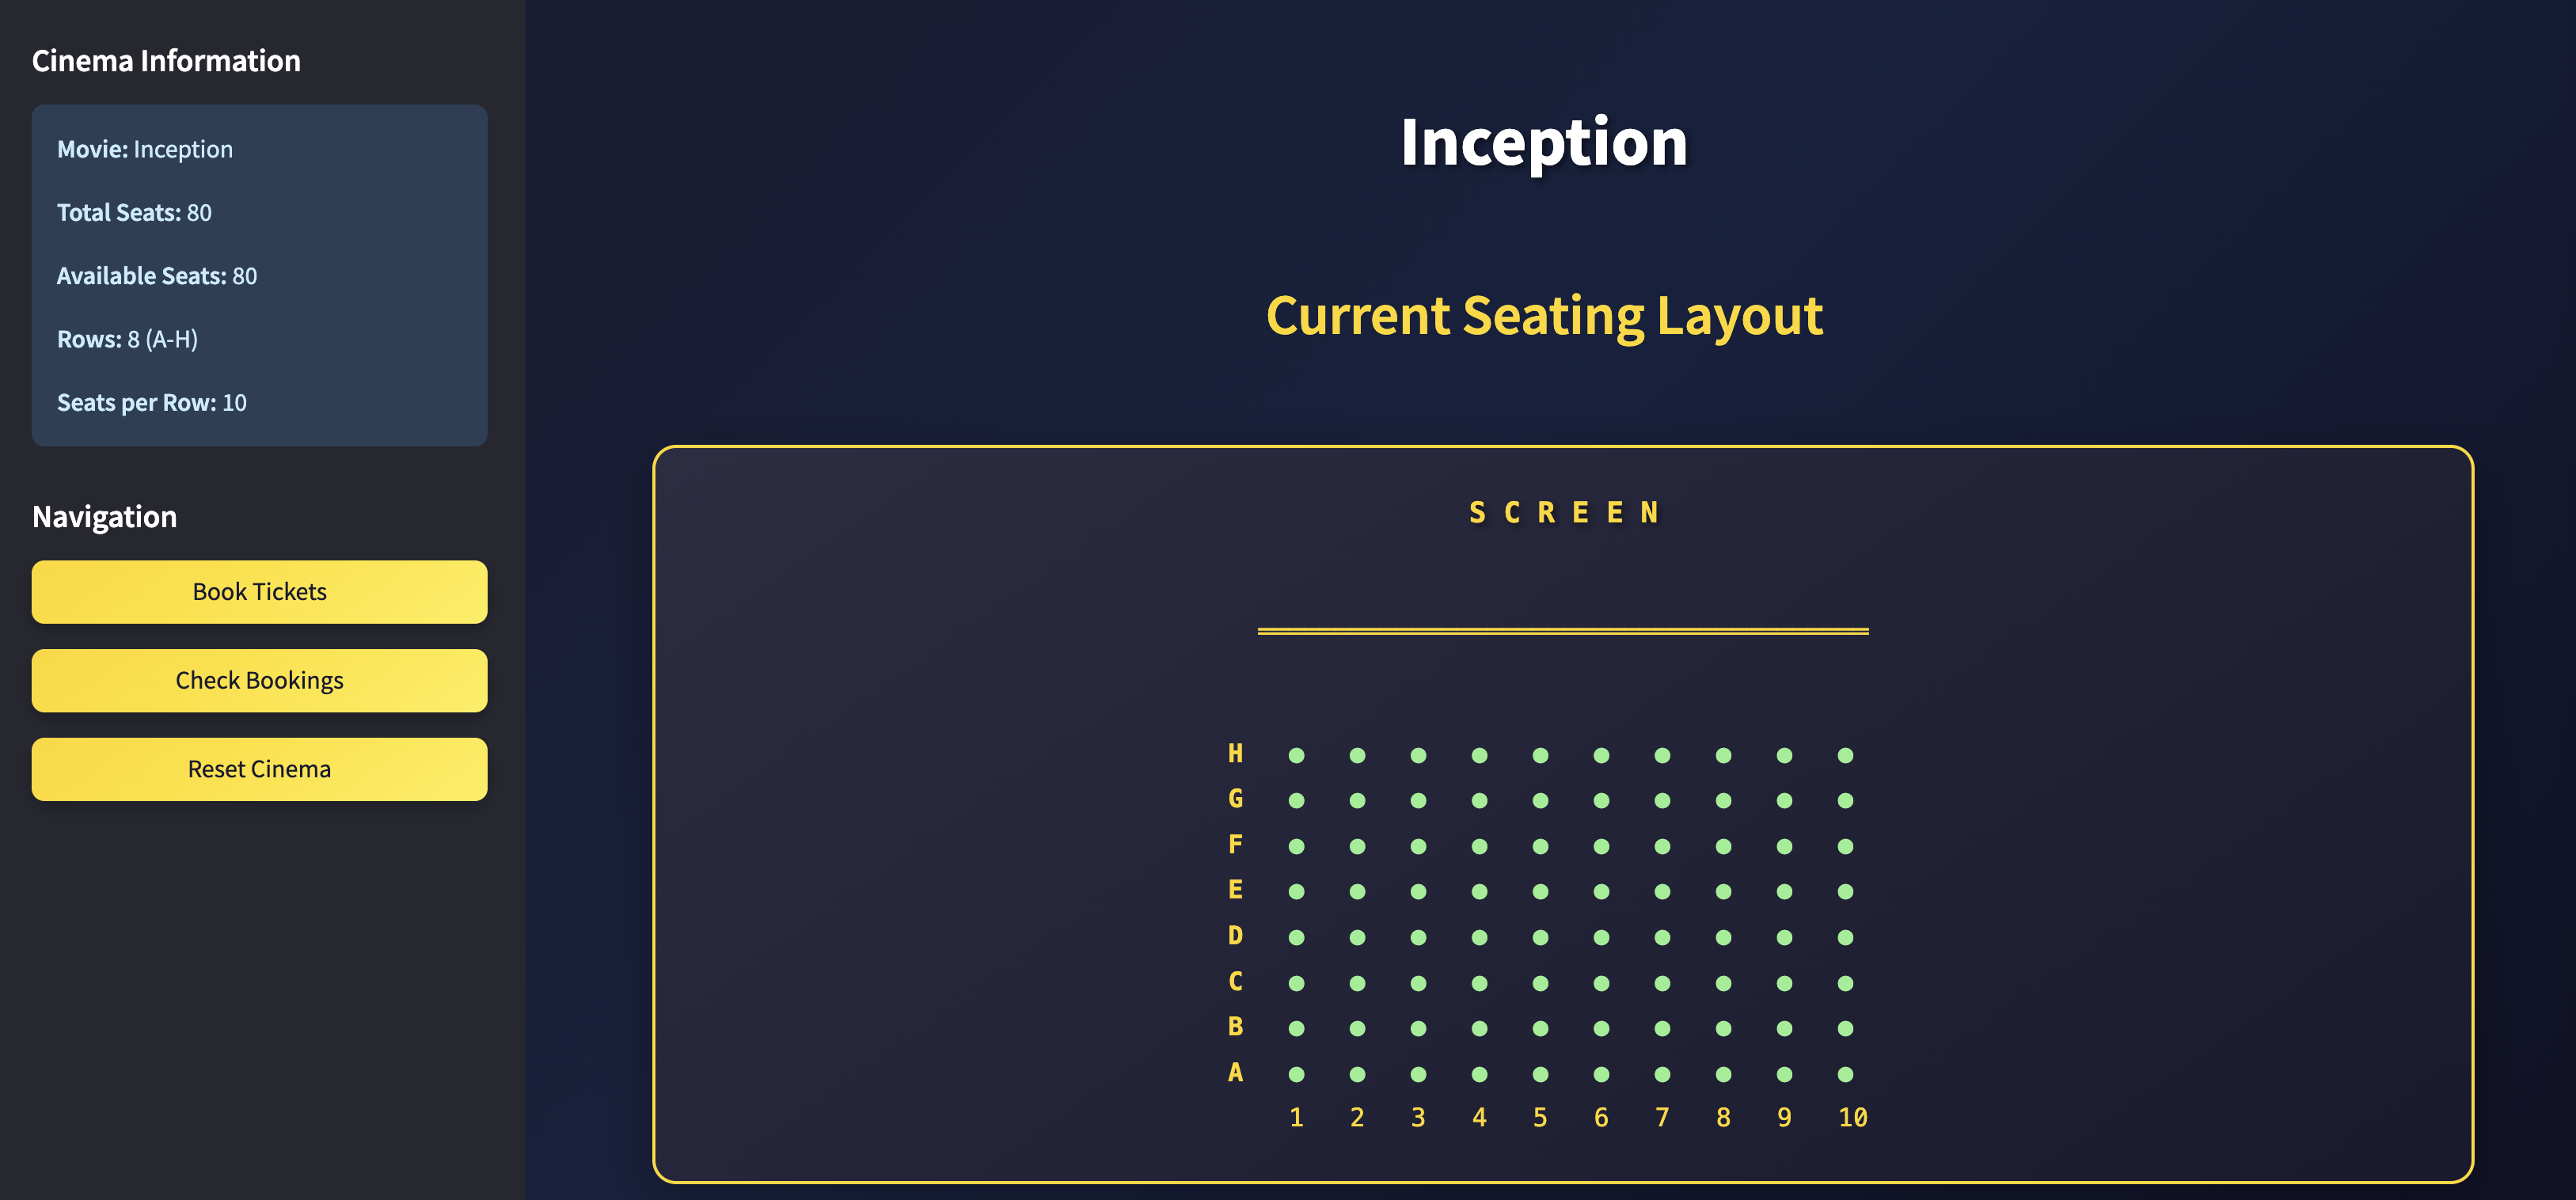 Cinema Information
Movie: Inception
Total Seats: 80
Available Seats: 80
Rows: 8 (A-H)
Seats per Row: 10
Navigation
Book Tickets
Check Bookings
Reset Cinema
Inception
Current Seating Layout
S C R E E N
H
G
F
E
D
C
B
A
1 2 3 4 5 6 7 8 9 10